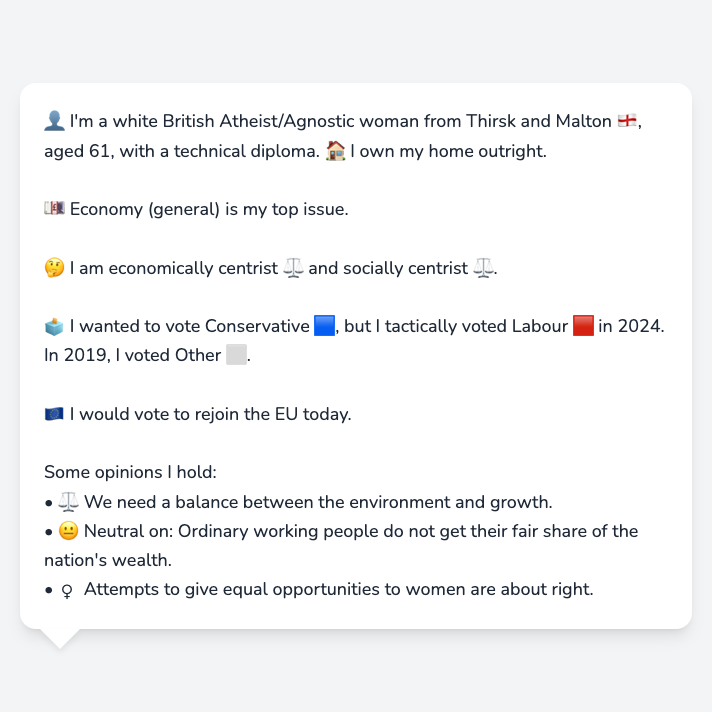 👤 I'm a white British Atheist/Agnostic woman from Thirsk and Malton 🏴󠁧󠁢󠁥󠁮󠁧󠁿,
aged 61, with a technical diploma. 🏠 I own my home outright.
💷 Economy (general) is my top issue.
🤔 I am economically centrist ⚖️ and socially centrist ⚖️.
🗳️ I wanted to vote Conservative 🟦, but I tactically voted Labour 🟥 in 2024.
In 2019, I voted Other ⬜.
🇪🇺 I would vote to rejoin the EU today.
Some opinions I hold:
• ⚖️ We need a balance between the environment and growth.
• 😐 Neutral on: Ordinary working people do not get their fair share of the
nation's wealth.
• ♀ Attempts to give equal opportunities to women are about right.